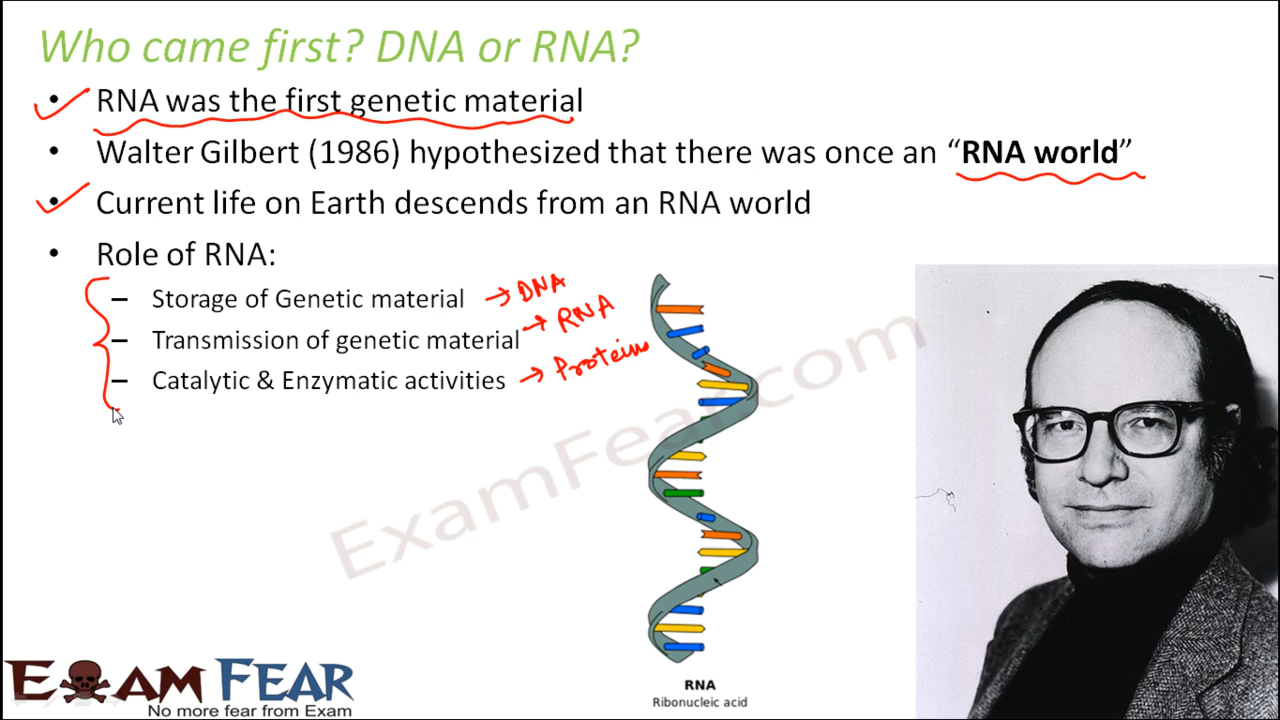 Who came first? DNA or RNA?
• RNA was the first genetic material
• Walter Gilbert (1986) hypothesized that there was once an “RNA world”
• Current life on Earth descends from an RNA world
• Role of RNA:
– Storage of Genetic material → DNA
– Transmission of genetic material → RNA
– Catalytic & Enzymatic activities → Proteins
ExamFear.com
RNA
Ribonucleic acid
EXAM FEAR
No more fear from Exam